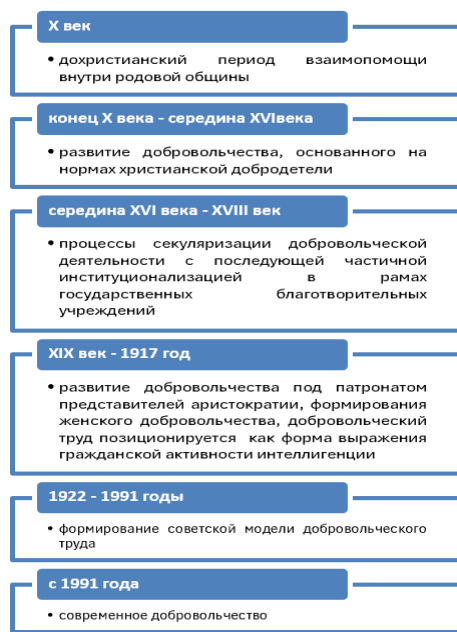 X век
• дохристианский период взаимопомощи
внутри родовой общины
конец X века - середина XVIвека
• развитие добровольчества, основанного на
нормах христианской добродетели
середина XVI века - XVIII век
• процессы секуляризации добровольческой
деятельности с последующей частичной
институционализацией в рамках
государственных благотворительных
учреждений
XIX век - 1917 год
• развитие добровольчества под патронатом
представителей аристократии, формирования
женского добровольчества, добровольческий
труд позиционируется как форма выражения
гражданской активности интеллигенции
1922 - 1991 годы
• формирование советской модели добровольческого
труда
с 1991 года
• современное добровольчество